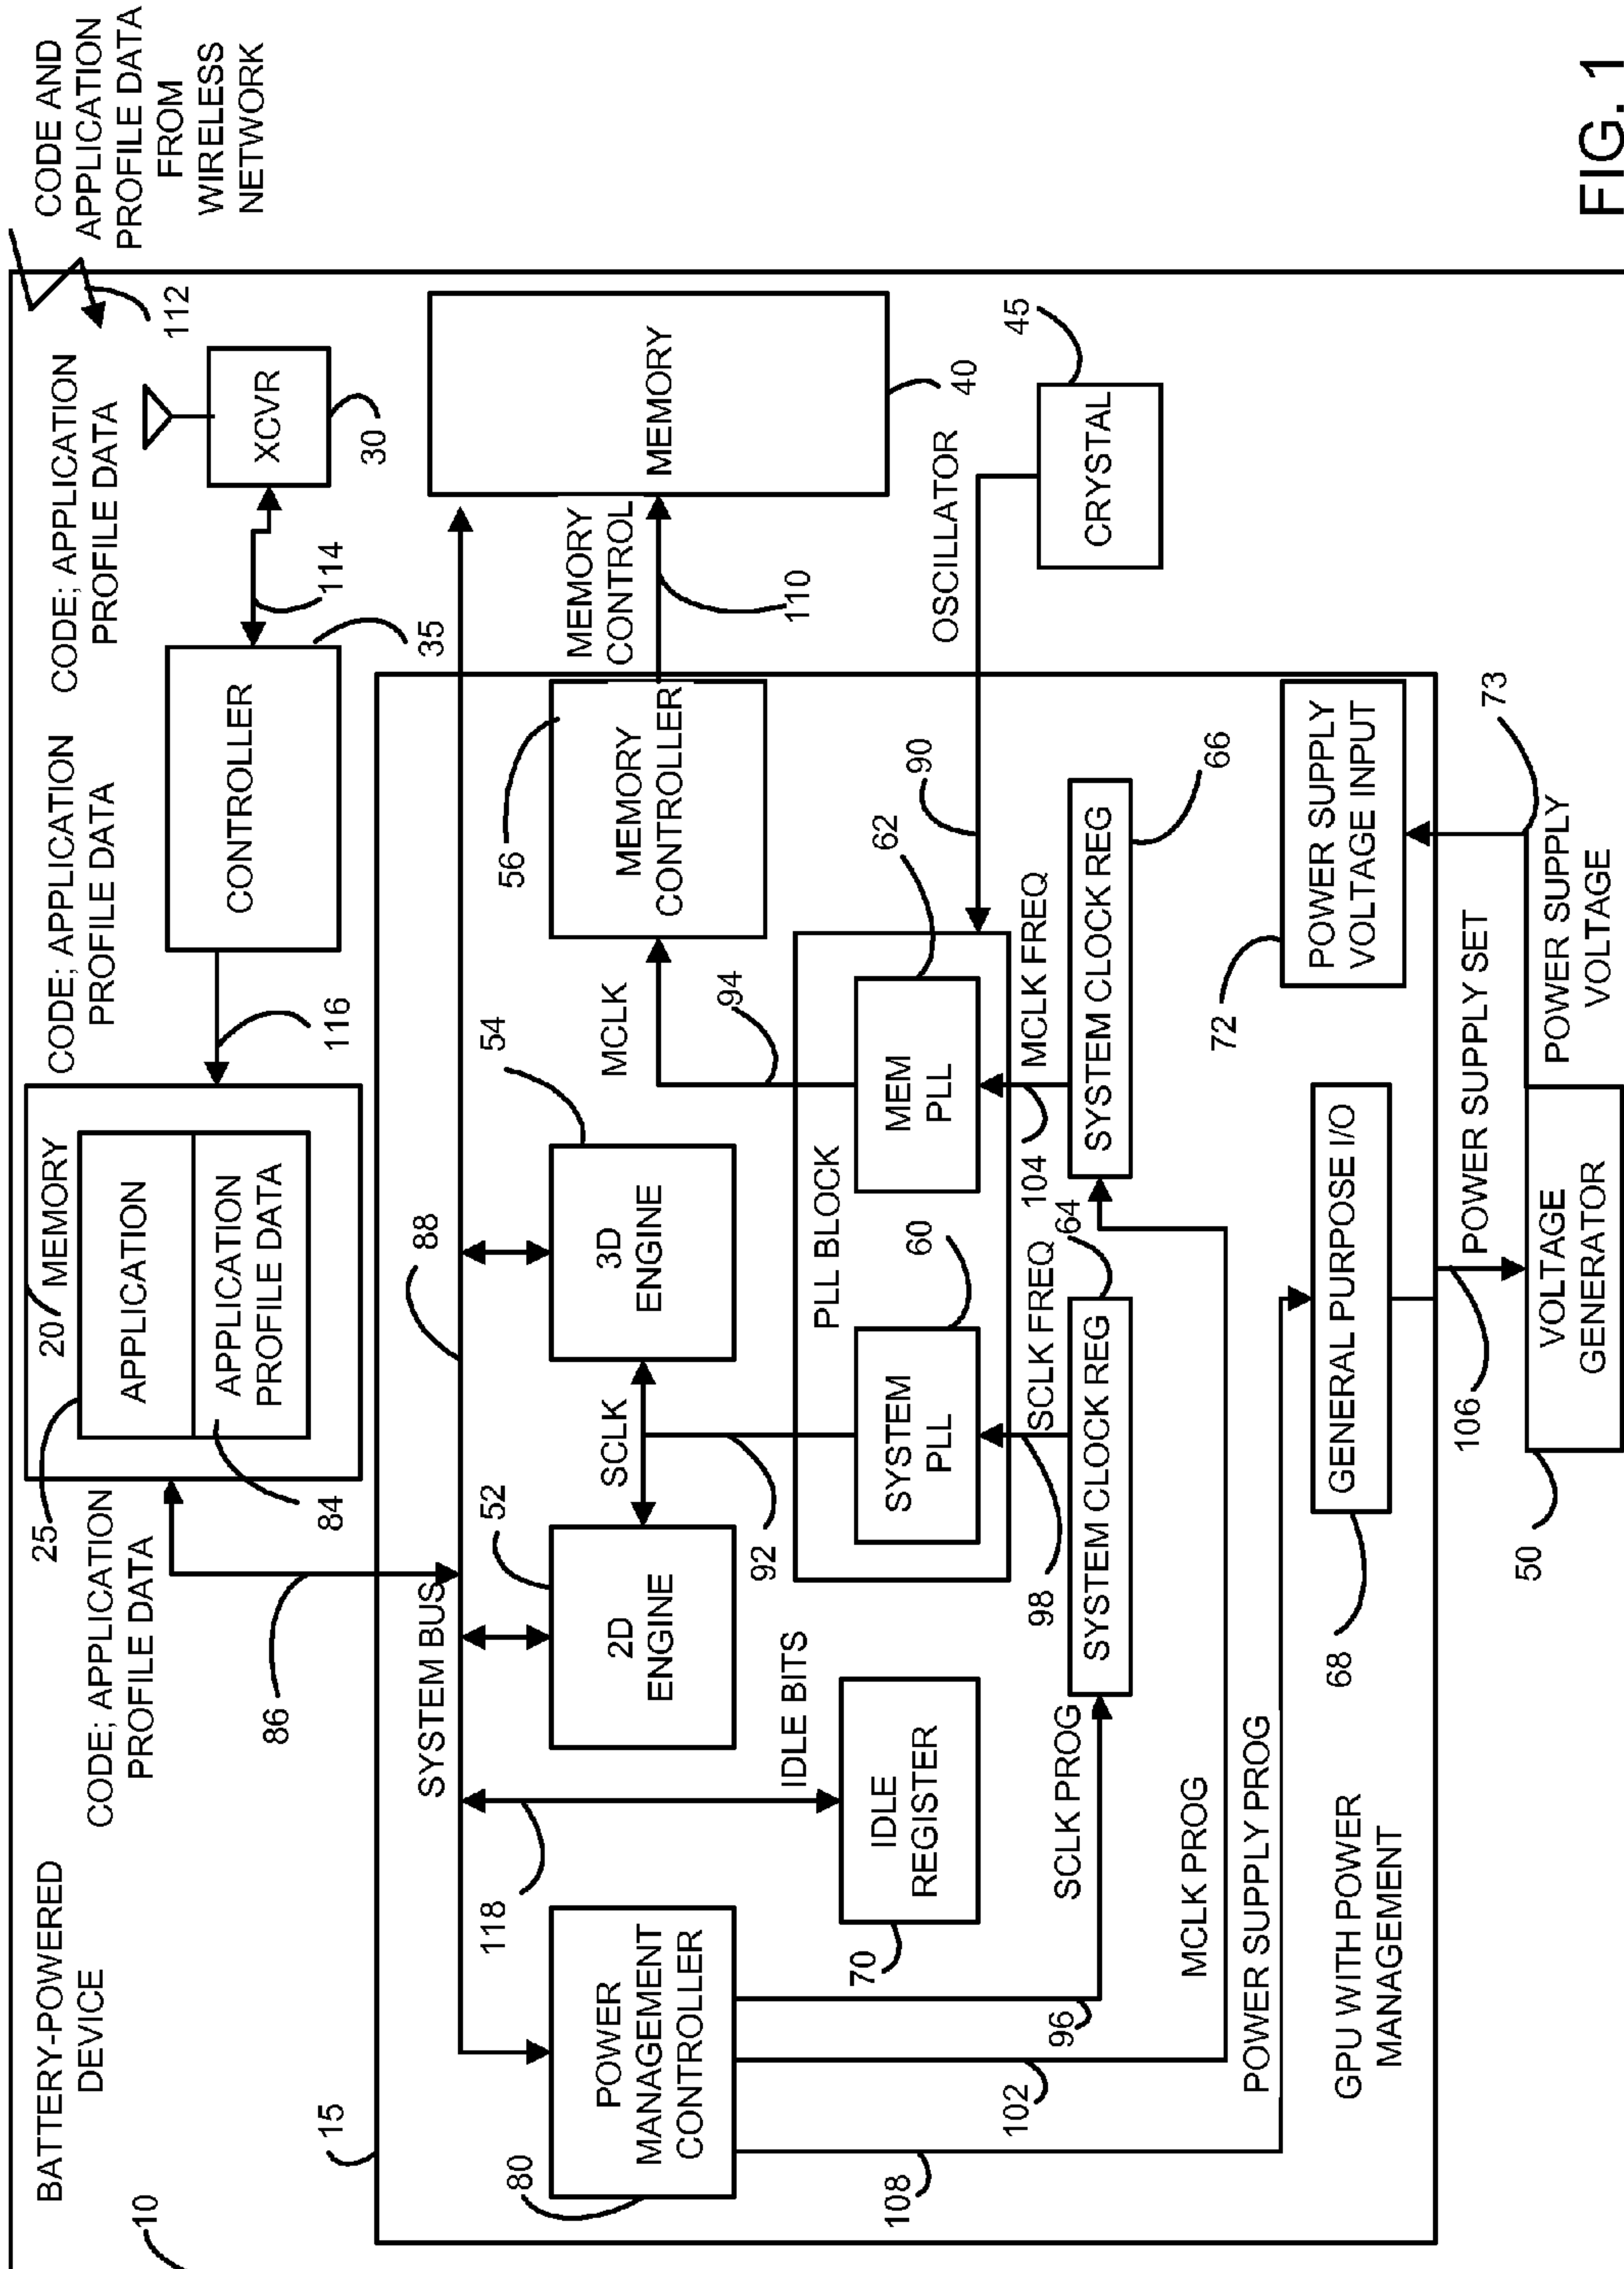 10
BATTERY-POWERED
DEVICE
15
CODE; APPLICATION
PROFILE DATA
86
25
20
MEMORY
APPLICATION
APPLICATION
PROFILE DATA
84
CODE; APPLICATION
PROFILE DATA
116
CONTROLLER
35
CODE; APPLICATION
PROFILE DATA
114
XCVR
30
112
CODE AND
APPLICATION
PROFILE DATA
FROM
WIRELESS
NETWORK
SYSTEM BUS
88
80
POWER
MANAGEMENT
CONTROLLER
118
IDLE BITS
IDLE
REGISTER
70
52
2D
ENGINE
SCLK
92
54
3D
ENGINE
MCLK
94
56
MEMORY
CONTROLLER
MEMORY
CONTROL
110
MEMORY
40
PLL BLOCK
SYSTEM
PLL
60
MEM
PLL
62
90
OSCILLATOR
CRYSTAL
45
98
SCLK FREQ
64
104
MCLK FREQ
SCLK PROG
96
SYSTEM CLOCK REG
SYSTEM CLOCK REG
66
102
MCLK PROG
108
POWER SUPPLY PROG
68
GENERAL PURPOSE I/O
72
POWER SUPPLY
VOLTAGE INPUT
73
GPU WITH POWER
MANAGEMENT
106
POWER SUPPLY SET
POWER SUPPLY
VOLTAGE
50
VOLTAGE
GENERATOR
FIG. 1